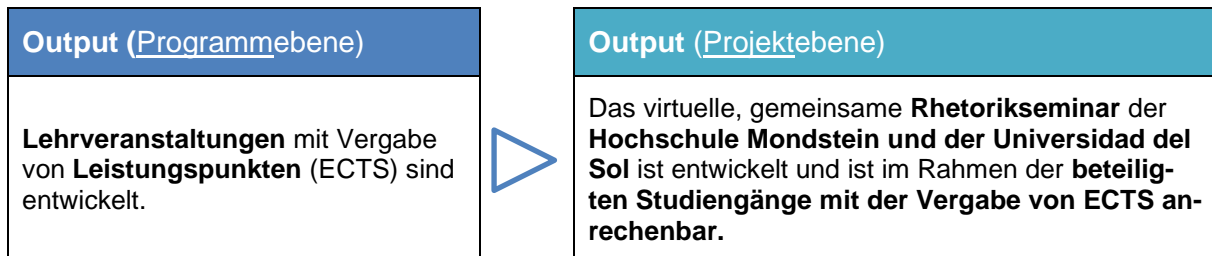 Output (Programmebene)
Lehrveranstaltungen mit Vergabe
von Leistungspunkten (ECTS) sind
entwickelt.
Output (Projektebene)
Das virtuelle, gemeinsame Rhetorikseminar der
Hochschule Mondstein und der Universidad del
Sol ist entwickelt und ist im Rahmen der beteilig-
ten Studiengänge mit der Vergabe von ECTS an-
rechenbar.